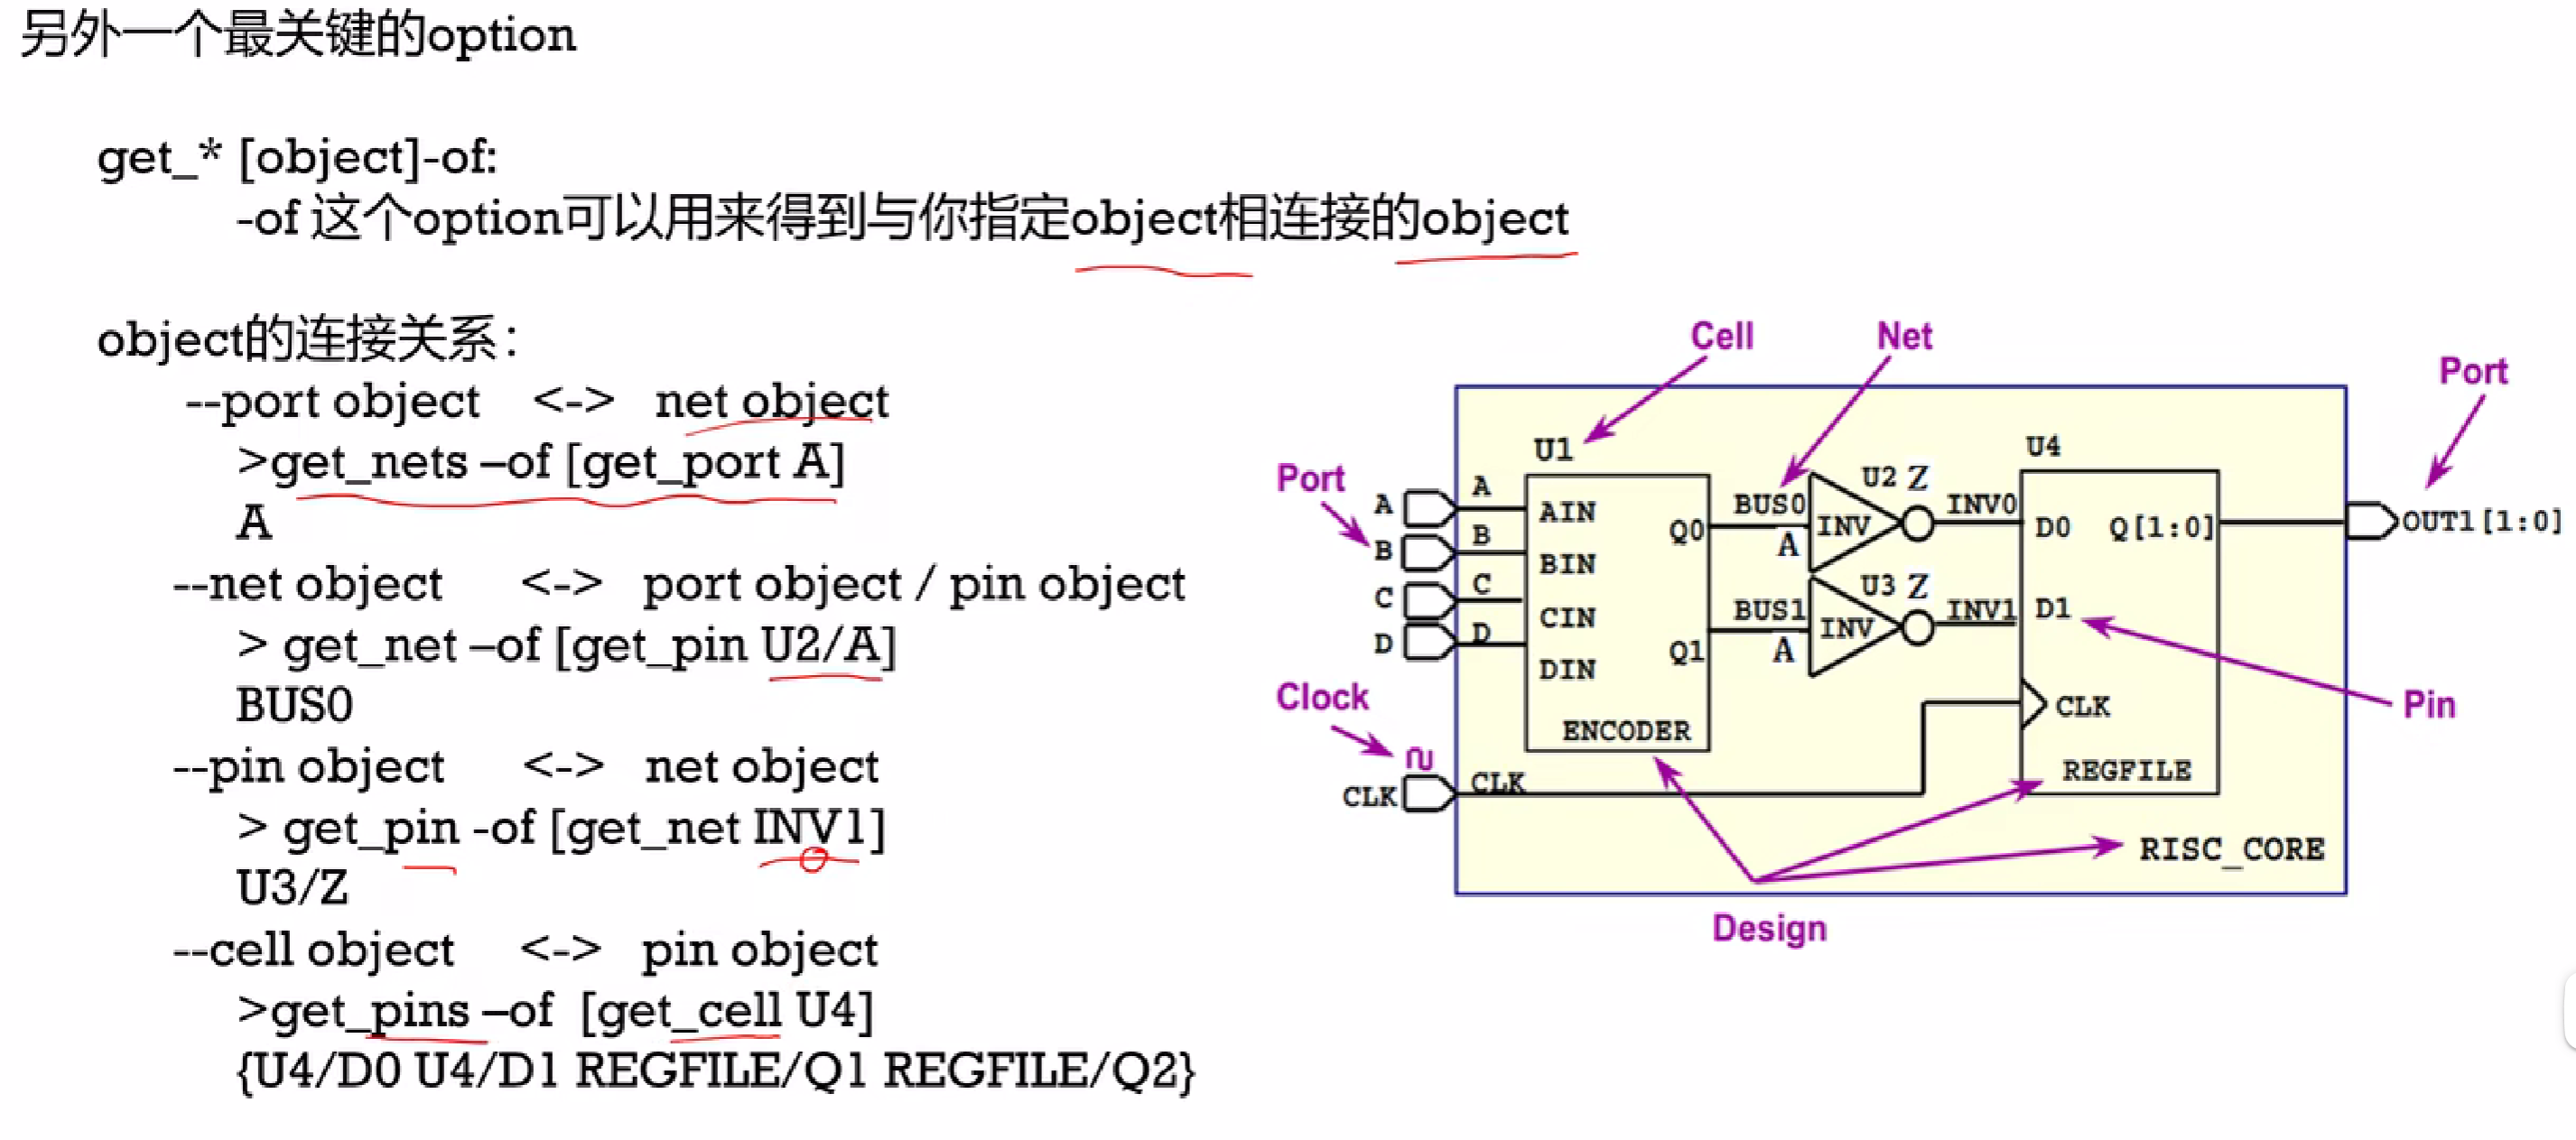 另外一个最关键的option
get_* [object]-of:
-of 这个option可以用来得到与你指定object相连接的object
object的连接关系：
--port object <-> net object
>get_nets –of [get_port A]
A
--net object <-> port object / pin object
> get_net –of [get_pin U2/A]
BUS0
--pin object <-> net object
> get_pin -of [get_net INV1]
U3/Z
--cell object <-> pin object
>get_pins –of [get_cell U4]
{U4/D0 U4/D1 REGFILE/Q1 REGFILE/Q2}
Cell
Net
Port
U1
U4
Port
A
A
AIN
Q0
BUS0
A
U2 Z
INV
INV0
D0
Q[1:0]
OUT1[1:0]
B
B
BIN
C
C
CIN
D
D
DIN
Q1
BUS1
A
U3 Z
INV
INV1
D1
Pin
Clock
ENCODER
CLK
CLK
CLK
REGFILE
RISC_CORE
Design